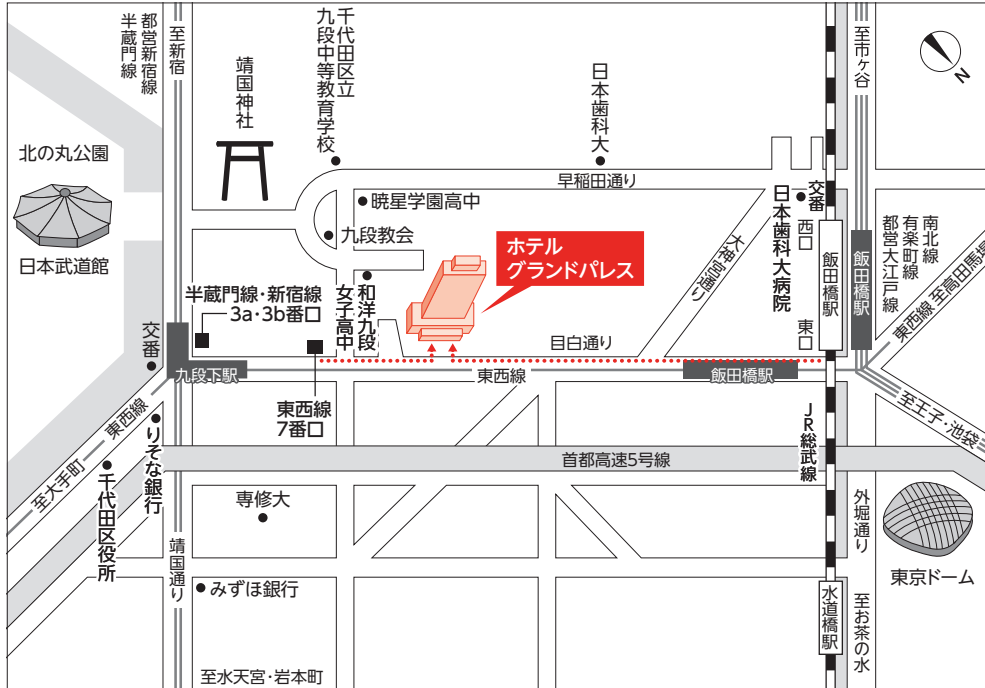 都営新宿線
半蔵門線
至新宿
靖国神社
千代田区立
九段中等教育学校
日本歯科大
至市ヶ谷
N
北の丸公園
日本武道館
早稲田通り
暁星学園高中
九段教会
和洋九段
女子高中
ホテル
グランドパレス
大神宮通り
日本歯科大病院
交番
西口
東口
飯田橋駅
飯田橋駅
南北線
有楽町線
都営大江戸線
東西線 至高田馬場
半蔵門線・新宿線
3a・3b番口
交番
九段下駅
目白通り
東西線
飯田橋駅
東西線
7番口
至大手町
東西線
りそな銀行
千代田区役所
首都高速5号線
JR総武線
至王子・池袋
専修大
靖国通り
みずほ銀行
至水天宮・岩本町
水道橋駅
外堀通り
至お茶の水
東京ドーム